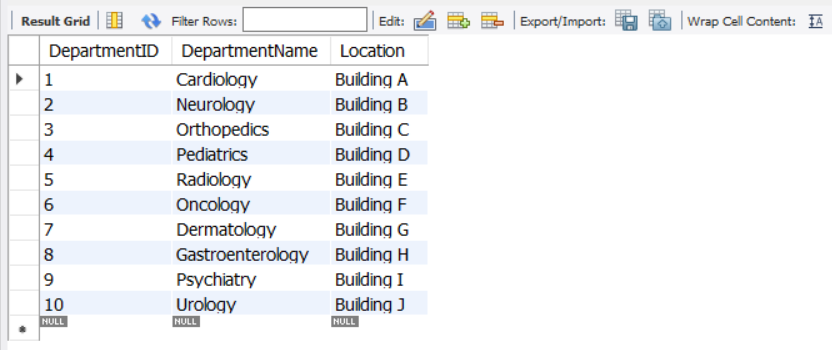 Result Grid Filter Rows: Edit: Export/Import: Wrap Cell Content: IA
DepartmentID DepartmentName Location
1 Cardiology Building A
2 Neurology Building B
3 Orthopedics Building C
4 Pediatrics Building D
5 Radiology Building E
6 Oncology Building F
7 Dermatology Building G
8 Gastroenterology Building H
9 Psychiatry Building I
10 Urology Building J
NULL NULL NULL